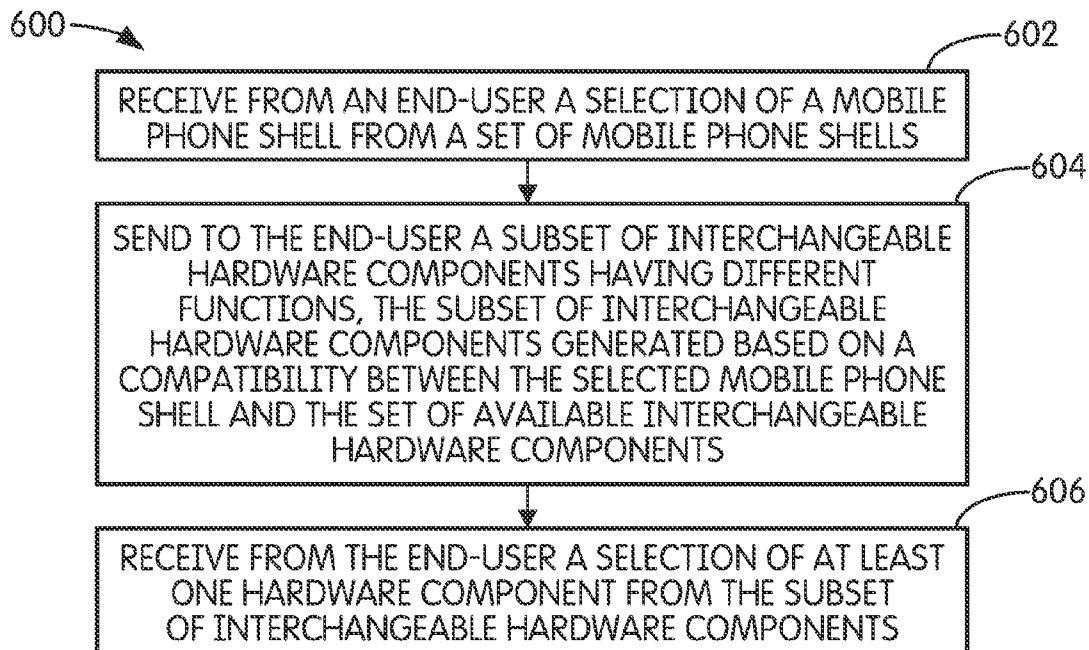 600
602
RECEIVE FROM AN END-USER A SELECTION OF A MOBILE
PHONE SHELL FROM A SET OF MOBILE PHONE SHELLS
604
SEND TO THE END-USER A SUBSET OF INTERCHANGEABLE
HARDWARE COMPONENTS HAVING DIFFERENT
FUNCTIONS, THE SUBSET OF INTERCHANGEABLE
HARDWARE COMPONENTS GENERATED BASED ON A
COMPATIBILITY BETWEEN THE SELECTED MOBILE PHONE
SHELL AND THE SET OF AVAILABLE INTERCHANGEABLE
HARDWARE COMPONENTS
606
RECEIVE FROM THE END-USER A SELECTION OF AT LEAST
ONE HARDWARE COMPONENT FROM THE SUBSET
OF INTERCHANGEABLE HARDWARE COMPONENTS